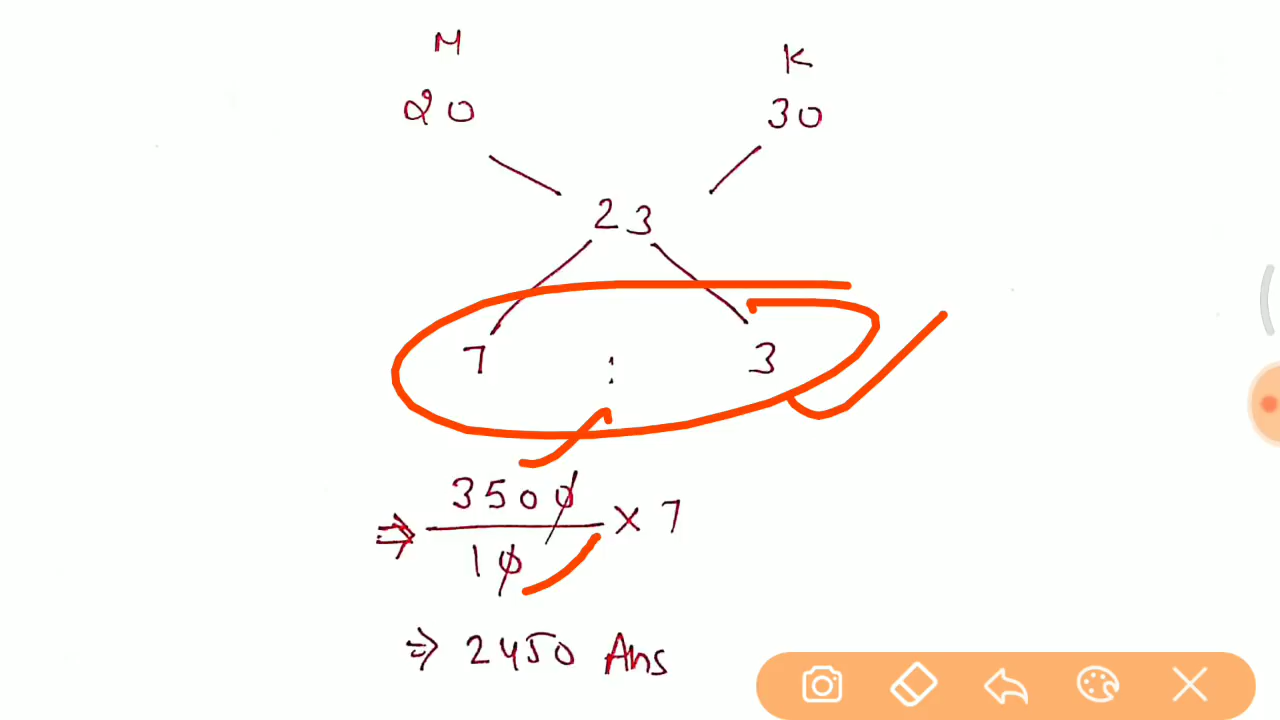 M K
20 30
23
7 : 3
⇒ 3500/10 × 7
⇒ 2450 Ans